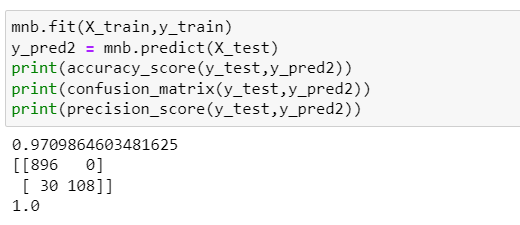 mnb.fit(X_train,y_train)
y_pred2 = mnb.predict(X_test)
print(accuracy_score(y_test,y_pred2))
print(confusion_matrix(y_test,y_pred2))
print(precision_score(y_test,y_pred2))
0.9709864603481625
[[896   0]
 [ 30 108]]
1.0